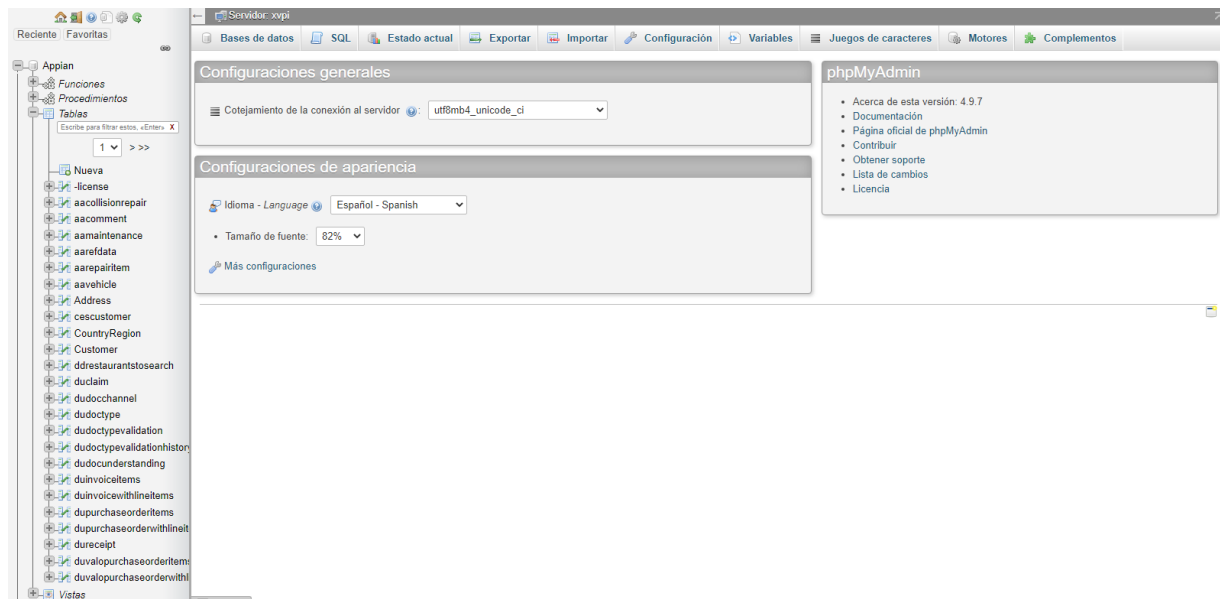 Servidor: xvpi
Reciente Favoritas
Appian
Funciones
Procedimientos
Tablas
Escribe para filtrar estos, «Enter» X
1 > >>
Nueva
-license
aacollisionrepair
aacomment
aamaintenance
aarefdata
aarepairitem
aavehicle
Address
cescustomer
CountryRegion
Customer
ddrestaurantstosearch
duclaim
dudocchannel
dudoctype
dudoctypevalidation
dudoctypevalidationhistory
dudocunderstanding
duinvoiceitems
duinvoicewithlineitems
dupurchaseorderitems
dupurchaseorderwithlineit
dureceipt
duvalopurchaseorderitems
duvalopurchaseorderwithl
Vistas
Bases de datos SQL Estado actual Exportar Importar Configuración Variables Juegos de caracteres Motores Complementos
Configuraciones generales
Cotejamiento de la conexión al servidor : utf8mb4_unicode_ci
Configuraciones de apariencia
Idioma - Language Español - Spanish
• Tamaño de fuente: 82%
Más configuraciones
phpMyAdmin
• Acerca de esta versión: 4.9.7
• Documentación
• Página oficial de phpMyAdmin
• Contribuir
• Obtener soporte
• Lista de cambios
• Licencia